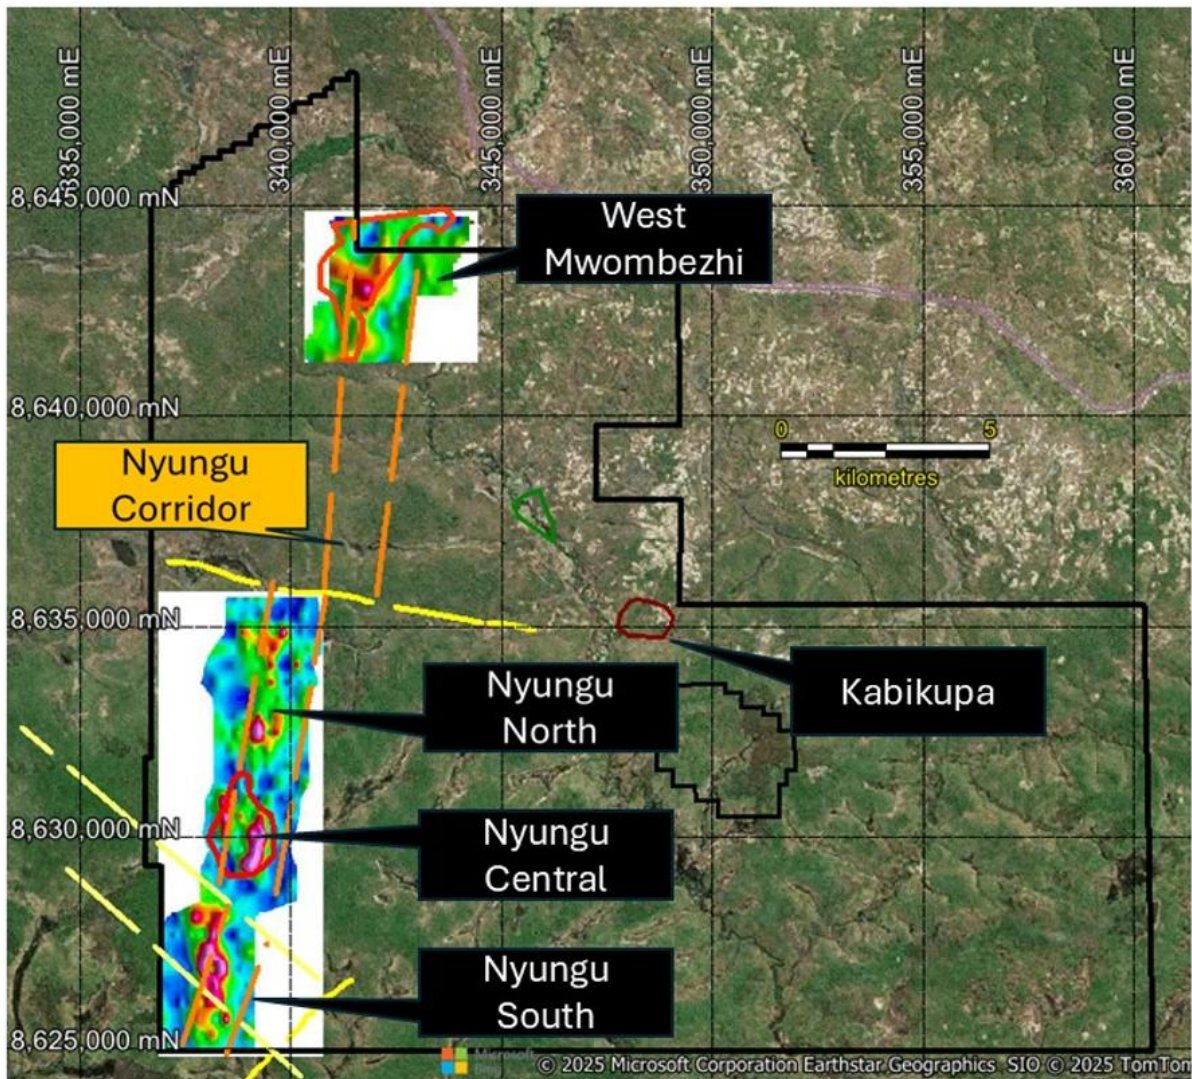 335,000 mE
340,000 mE
345,000 mE
350,000 mE
355,000 mE
360,000 mE
8,645,000 mN
West
Mwombezhi
8,640,000 mN
0 5
kilometres
Nyungu
Corridor
8,635,000 mN
Nyungu
North
Kabikupa
8,630,000 mN
Nyungu
Central
Nyungu
South
8,625,000 mN
Microsoft
Bing
© 2025 Microsoft Corporation Earthstar Geographics SIO © 2025 TomTom